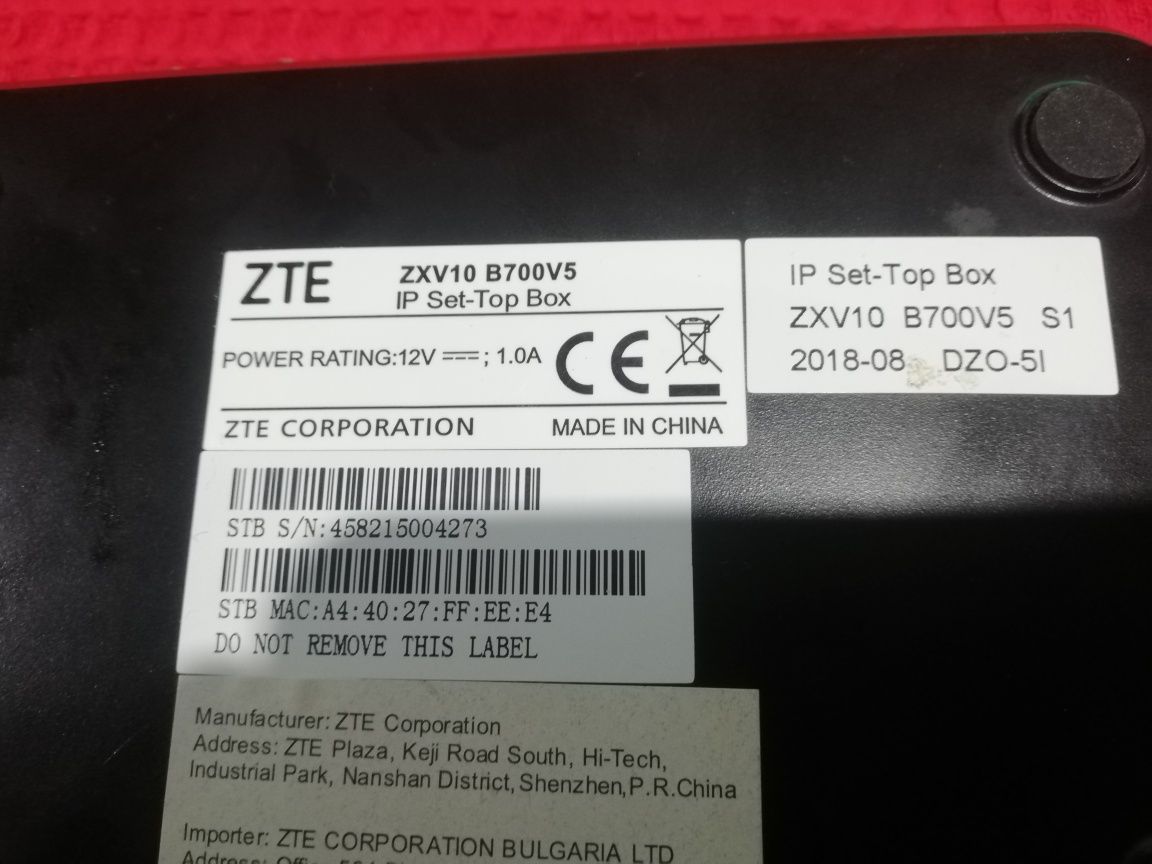 ZTE
ZXV10 B700V5
IP Set-Top Box
POWER RATING:12V ⎓; 1.0A
CE
ZTE CORPORATION MADE IN CHINA
IP Set-Top Box
ZXV10 B700V5 S1
2018-08 DZO-5I
STB S/N:458215004273
STB MAC:A4:40:27:FF:EE:E4
DO NOT REMOVE THIS LABEL
Manufacturer: ZTE Corporation
Address: ZTE Plaza, Keji Road South, Hi-Tech,
Industrial Park, Nanshan District, Shenzhen,P.R.China
Importer: ZTE CORPORATION BULGARIA LTD
Address: Office